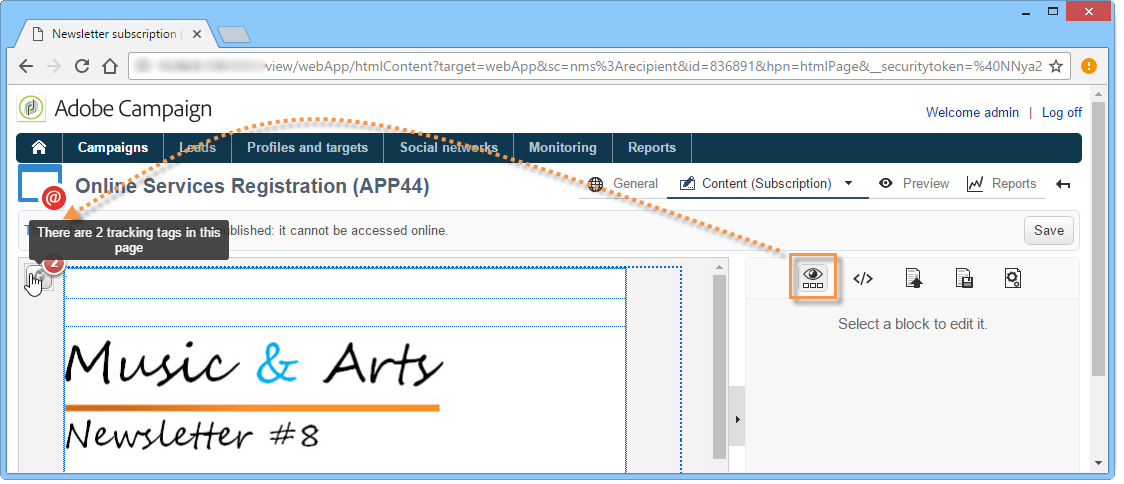 Newsletter subscription (
view/webApp/htmlContent?target=webApp&sc=nms%3Arecipient&id=836891&hpn=htmlPage&__securitytoken=%40NNya2
Adobe Campaign
Welcome admin | Log off
Campaigns Leads Profiles and targets Social networks Monitoring Reports
@ Online Services Registration (APP44)
General Content (Subscription) Preview Reports
There are 2 tracking tags in this
page
ublished: it cannot be accessed online.
Save
2
</>
Select a block to edit it.
Music & Arts
Newsletter #8